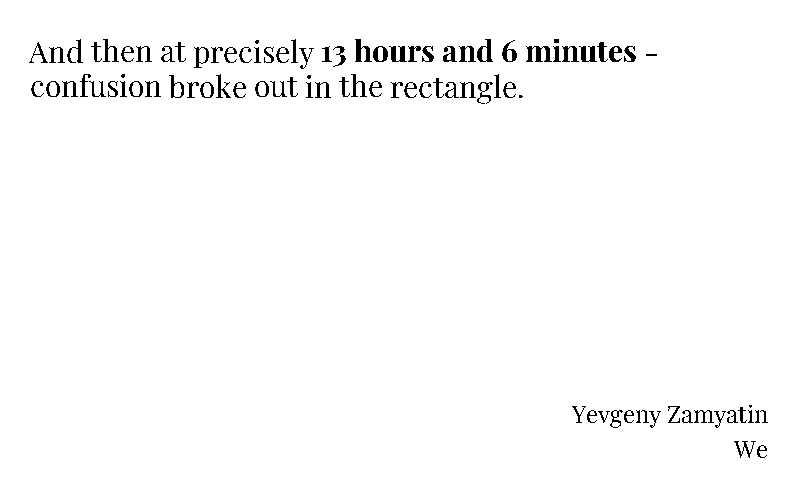 And then at precisely 13 hours and 6 minutes –
confusion broke out in the rectangle.
Yevgeny Zamyatin
We